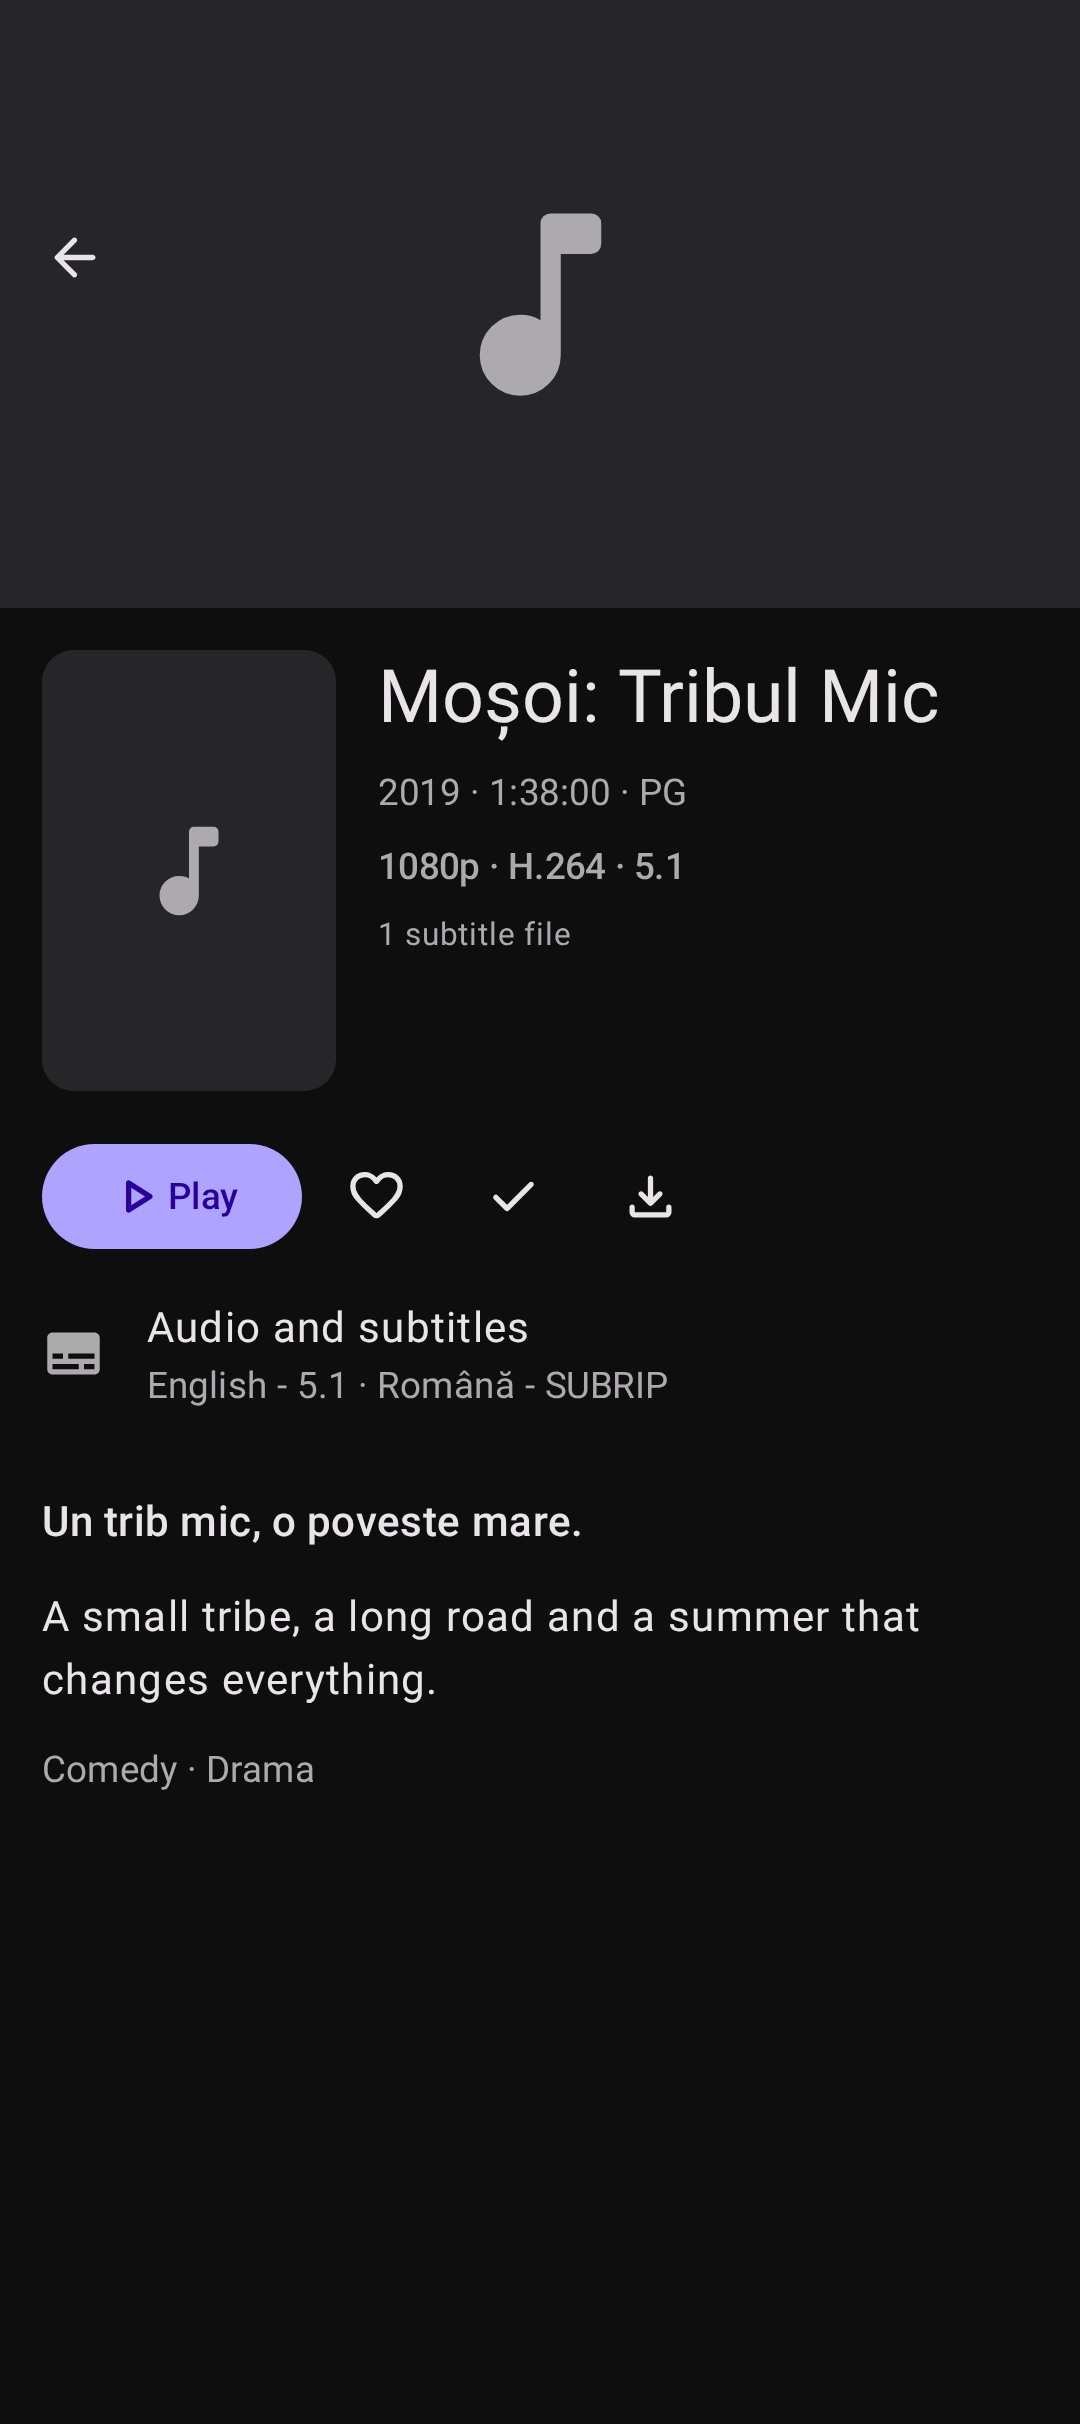 Moșoi: Tribul Mic
2019 · 1:38:00 · PG
1080p · H.264 · 5.1
1 subtitle file
Play
Audio and subtitles
English - 5.1 · Română - SUBRIP
Un trib mic, o poveste mare.
A small tribe, a long road and a summer that
changes everything.
Comedy · Drama